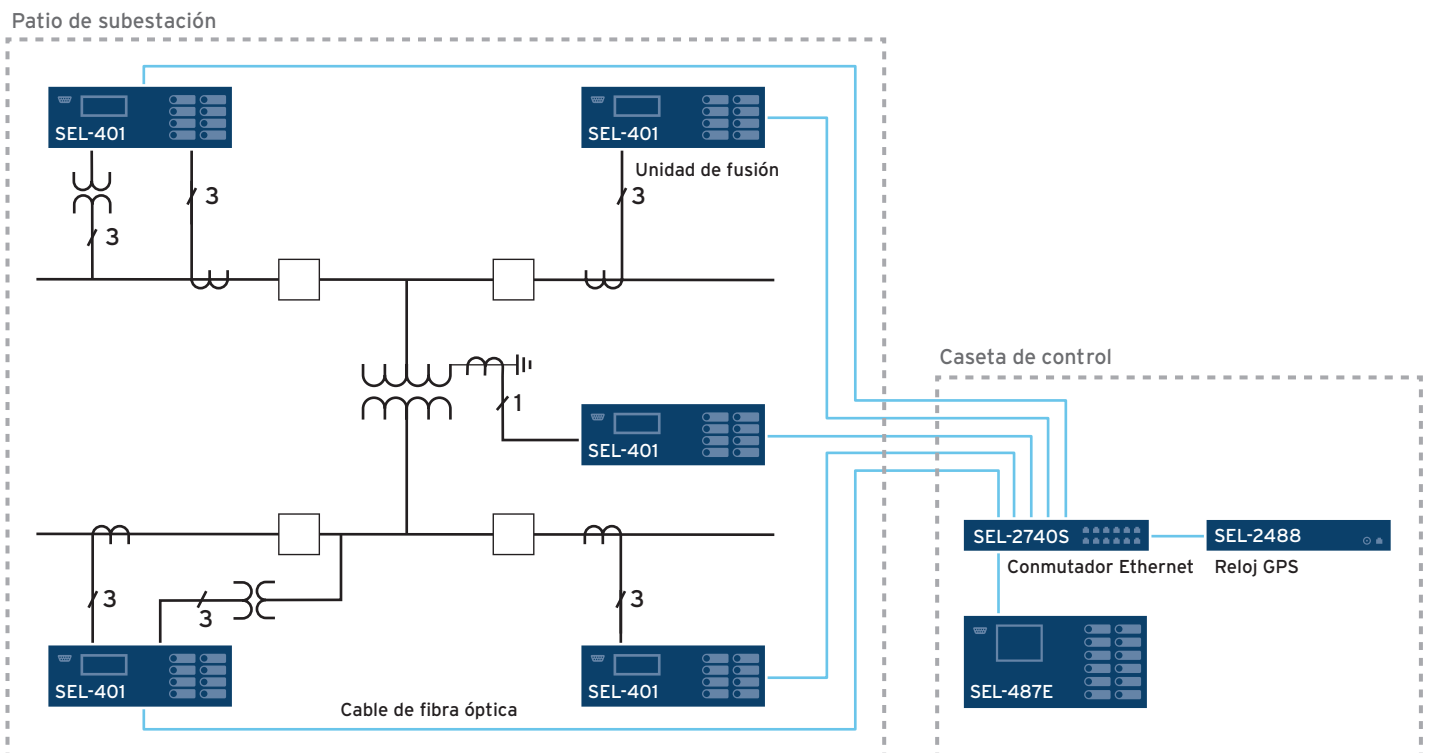 Patio de subestación
SEL-401
SEL-401
Unidad de fusión
3
3
3
Caseta de control
1
SEL-401
SEL-2740S
SEL-2488
Conmutador Ethernet
Reloj GPS
3
3
3
SEL-401
SEL-401
SEL-487E
Cable de fibra óptica